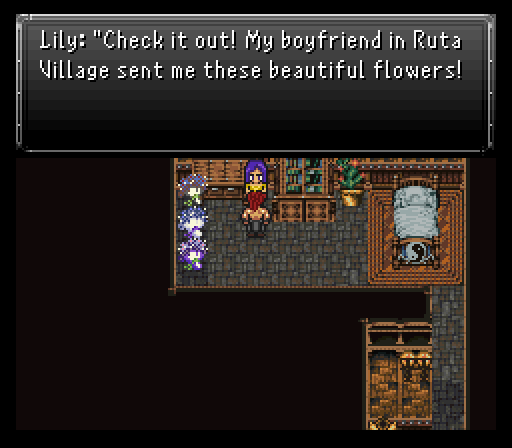 Lily: "Check it out! My boyfriend in Ruta
Village sent me these beautiful flowers!